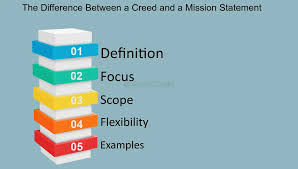 The Difference Between a Creed and a Mission Statement
01 Definition
02 Focus
03 Scope
04 Flexibility
05 Examples